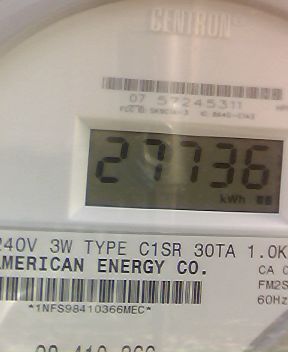 CENTRON
07 57245311
27736
kWh
240V 3W TYPE C1SR 30TA 1.0K
AMERICAN ENERGY CO.
CA
FM2S
60Hz
*1NFS98410366MEC*